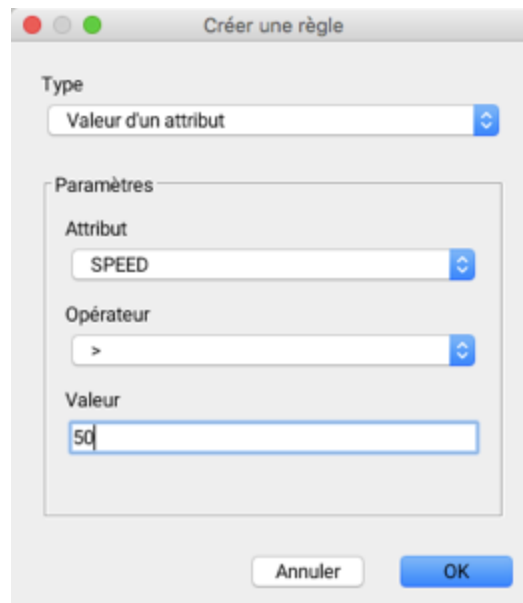 Créer une règle
Type
Valeur d'un attribut
Paramètres
Attribut
SPEED
Opérateur
>
Valeur
50
Annuler OK